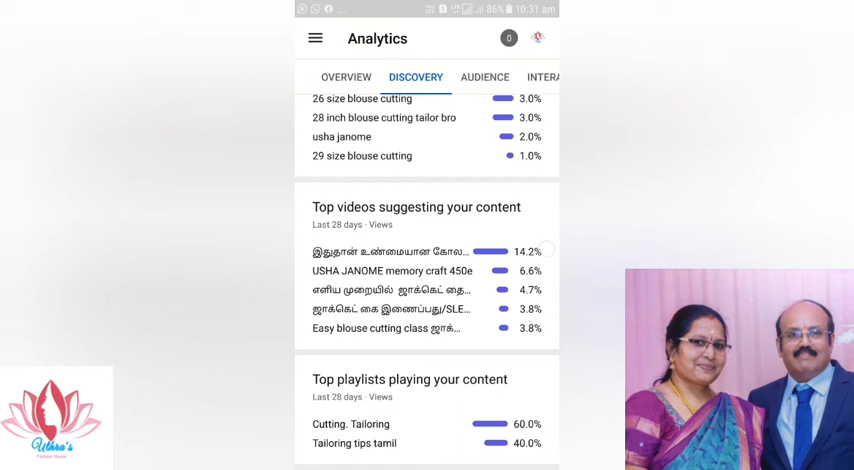 10:31 am
86%
Analytics
0
OVERVIEW DISCOVERY AUDIENCE INTERA
26 size blouse cutting 3.0%
28 inch blouse cutting tailor bro 3.0%
usha janome 2.0%
29 size blouse cutting 1.0%
Top videos suggesting your content
Last 28 days · Views
இதுதான் உண்மையான கோல... 14.2%
USHA JANOME memory craft 450e 6.6%
எளிய முறையில் ஜாக்கெட் தை... 4.7%
ஜாக்கெட் கை இணைப்பது/SLE... 3.8%
Easy blouse cutting class ஜாக்... 3.8%
Top playlists playing your content
Last 28 days · Views
Cutting. Tailoring 60.0%
Tailoring tips tamil 40.0%
Uthra's
Fashion House